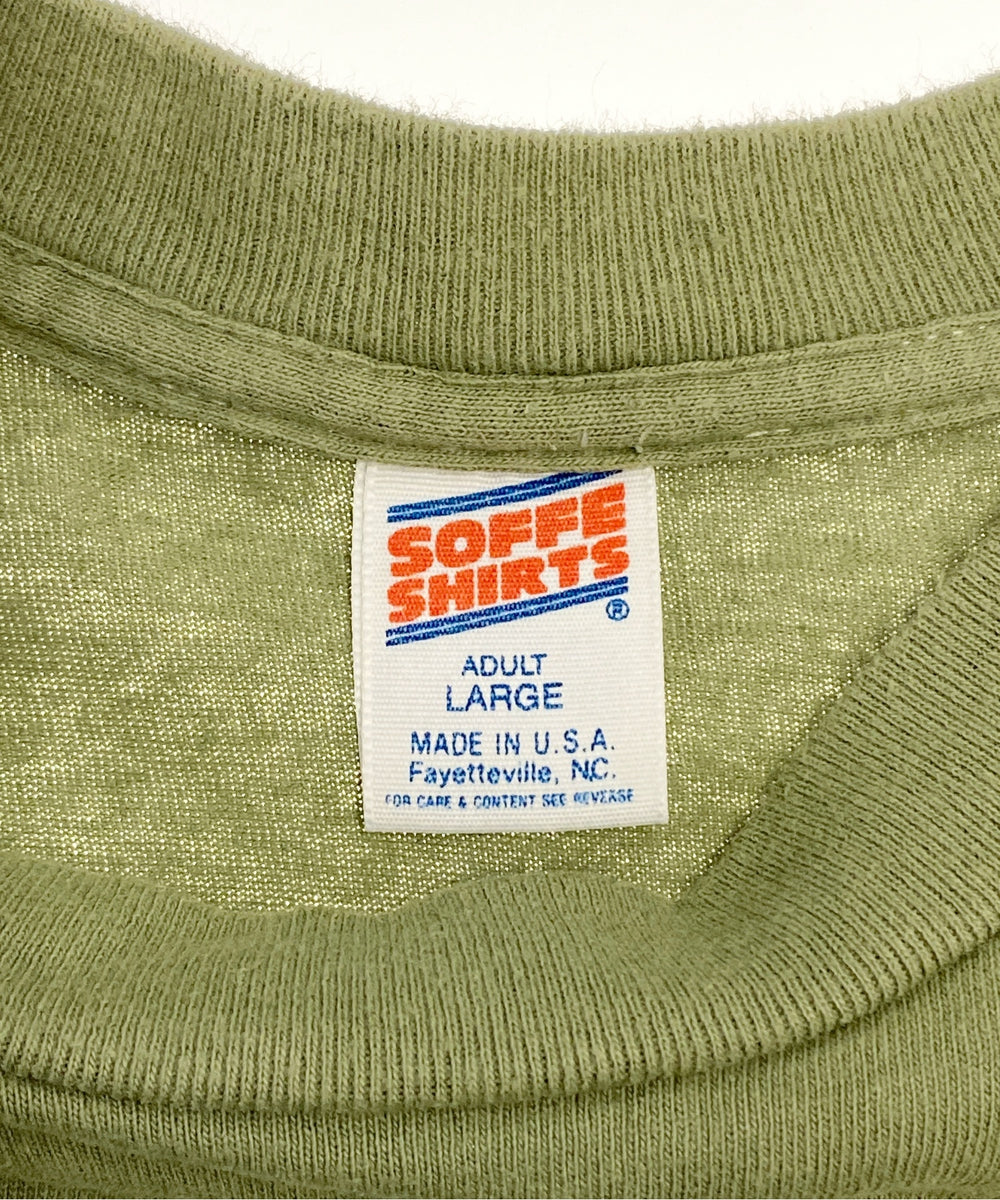 SOFFE
SHIRTS
®
ADULT
LARGE
MADE IN U.S.A.
Fayetteville, NC.
FOR CARE & CONTENT SEE REVERSE